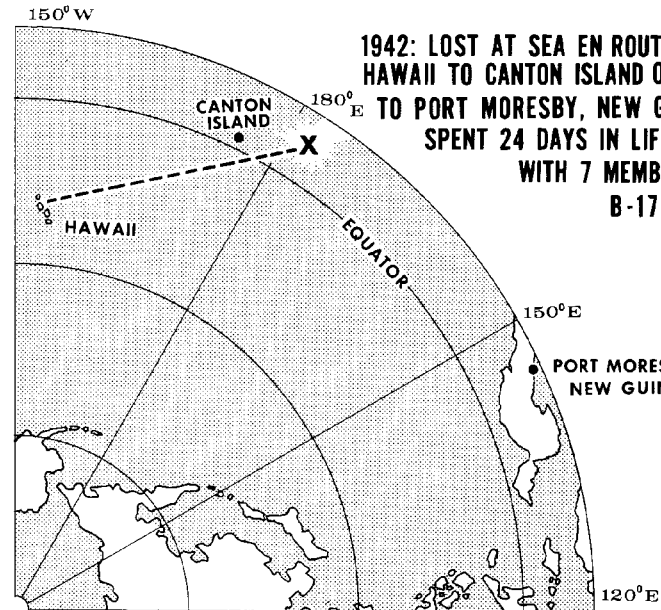 150° W
1942: LOST AT SEA EN ROUT
HAWAII TO CANTON ISLAND O
TO PORT MORESBY, NEW G
SPENT 24 DAYS IN LIF
WITH 7 MEMB
B-17
CANTON
ISLAND
180°
E
X
HAWAII
EQUATOR
150°E
PORT MORES
NEW GUI
120°E